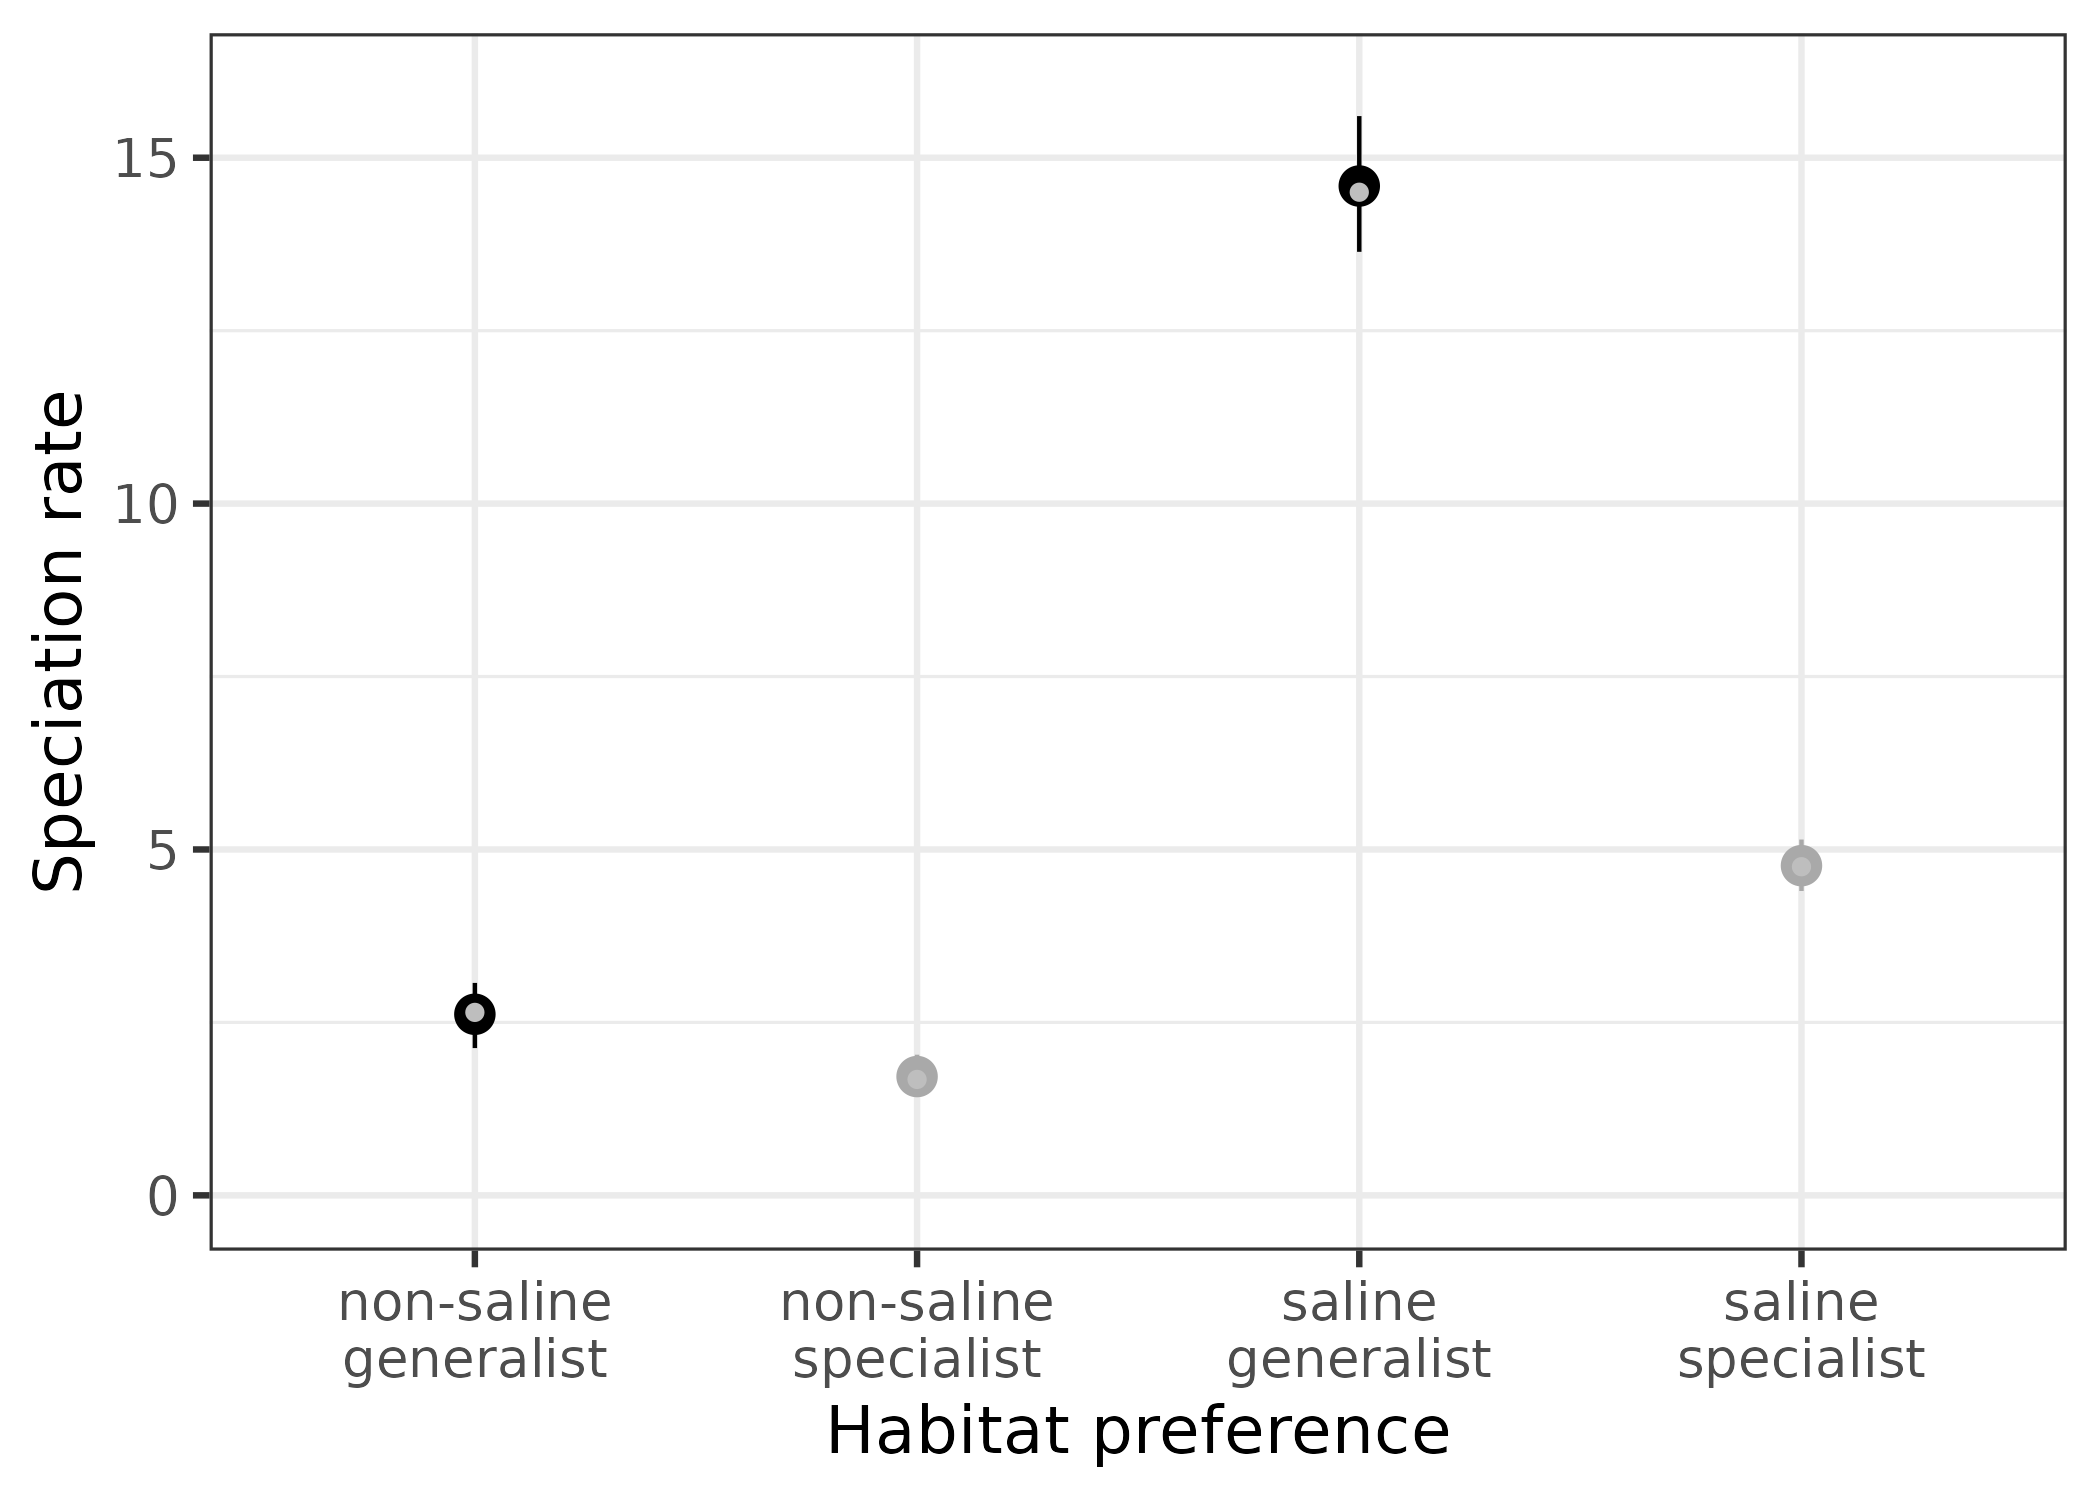 Speciation rate
15
10
5
0
non-saline generalist
non-saline specialist
saline generalist
saline specialist
Habitat preference